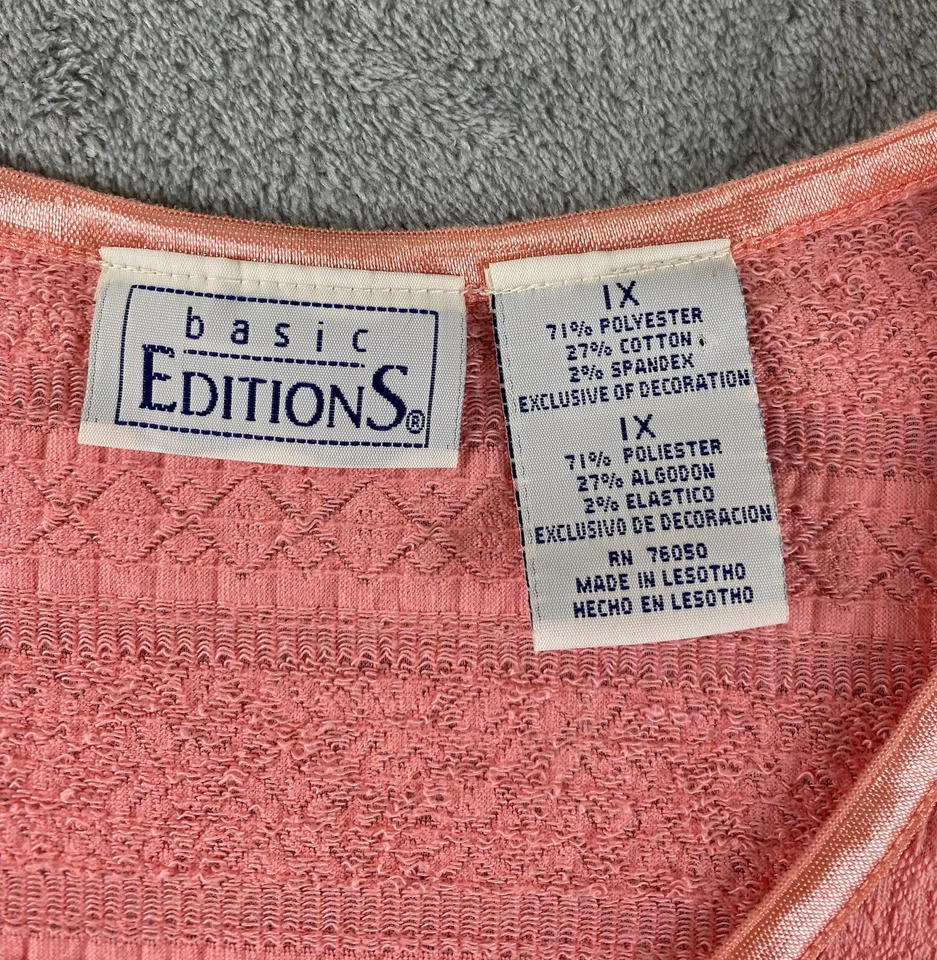 basic
EDITIONS®
1X
71% POLYESTER
27% COTTON
2% SPANDEX
EXCLUSIVE OF DECORATION
1X
71% POLIESTER
27% ALGODON
2% ELASTICO
EXCLUSIVO DE DECORACION
RN 76050
MADE IN LESOTHO
HECHO EN LESOTHO